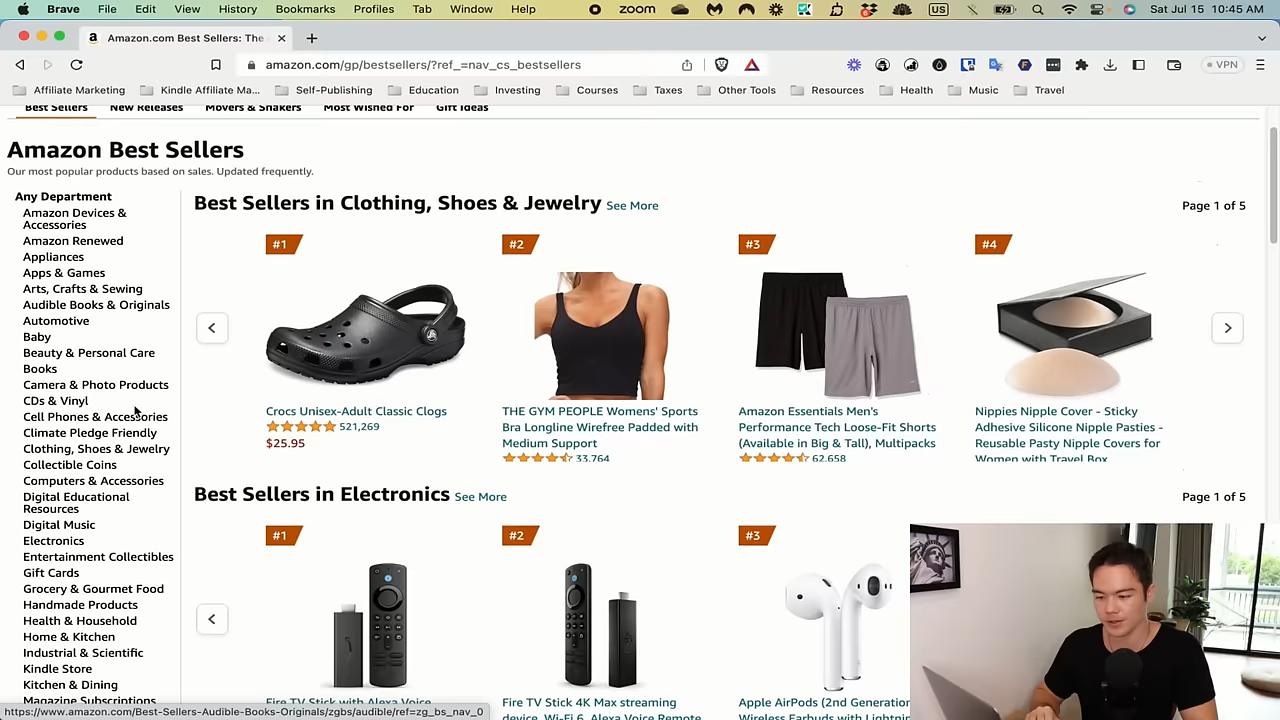 Brave File Edit View History Bookmarks Profiles Tab Window Help zoom US Sat Jul 15 10:45 AM
a Amazon.com Best Sellers: The
amazon.com/gp/bestsellers/?ref_=nav_cs_bestsellers VPN
Affiliate Marketing Kindle Affiliate Ma... Self-Publishing Education Investing Courses Taxes Other Tools Resources Health Music Travel
Best Sellers New Releases Movers & Shakers Most Wished For Gift Ideas
Amazon Best Sellers
Our most popular products based on sales. Updated frequently.
Any Department
Amazon Devices &
Accessories
Amazon Renewed
Appliances
Apps & Games
Arts, Crafts & Sewing
Audible Books & Originals
Automotive
Baby
Beauty & Personal Care
Books
Camera & Photo Products
CDs & Vinyl
Cell Phones & Accessories
Climate Pledge Friendly
Clothing, Shoes & Jewelry
Collectible Coins
Computers & Accessories
Digital Educational
Resources
Digital Music
Electronics
Entertainment Collectibles
Gift Cards
Grocery & Gourmet Food
Handmade Products
Health & Household
Home & Kitchen
Industrial & Scientific
Kindle Store
Kitchen & Dining
Magazine Subscriptions
Best Sellers in Clothing, Shoes & Jewelry See More Page 1 of 5
#1
Crocs Unisex-Adult Classic Clogs
521,269
$25.95
#2
THE GYM PEOPLE Womens' Sports
Bra Longline Wirefree Padded with
Medium Support
33,764
#3
Amazon Essentials Men's
Performance Tech Loose-Fit Shorts
(Available in Big & Tall), Multipacks
62,658
#4
Nippies Nipple Cover - Sticky
Adhesive Silicone Nipple Pasties -
Reusable Pasty Nipple Covers for
Women with Travel Box
Best Sellers in Electronics See More Page 1 of 5
#1
Fire TV Stick with Alexa Voice
#2
Fire TV Stick 4K Max streaming
device, Wi-Fi 6, Alexa Voice Remote
#3
Apple AirPods (2nd Generation
Wireless Earbuds with Lightnin
https://www.amazon.com/Best-Sellers-Audible-Books-Originals/zgbs/audible/ref=zg_bs_nav_0